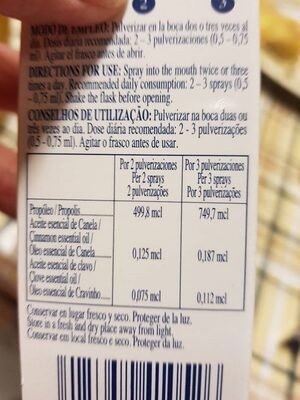 2 3
MODO DE EMPLEO: Pulverizar en la boca dos o tres veces al
día. Dosis diaria recomendada: 2 – 3 pulverizaciones (0,5 - 0,75
ml). Agitar el frasco antes de abrir.
DIRECTIONS FOR USE: Spray into the mouth twice or three
times a day. Recommended daily consumption: 2 – 3 sprays (0,5
– 0,75 ml). Shake the flask before opening.
CONSELHOS DE UTILIZAÇÃO: Pulverizar na boca duas ou
três vezes ao dia. Dose diária recomendada: 2 - 3 pulverizações
(0,5 - 0,75 ml). Agitar o frasco antes de usar.
Por 2 pulverizaciones Por 3 pulverizaciones
Per 2 sprays Per 3 sprays
2 pulverizações Por 3 pulverizações
Propóleo / Propolis 499,8 mcl 749,7 mcl
Aceite esencial de Canela /
Cinnamon essential oil /
Óleo esencial de Canela 0,125 mcl 0,187 mcl
Aceite esencial de clavo /
Clove essential oil /
Óleo esencial de Cravinho 0,075 mcl 0,112 mcl
Conservar en lugar fresco y seco. Proteger de la luz.
Store in a fresh and dry place away from light.
Conservar em local fresco e seco. Proteger da luz.